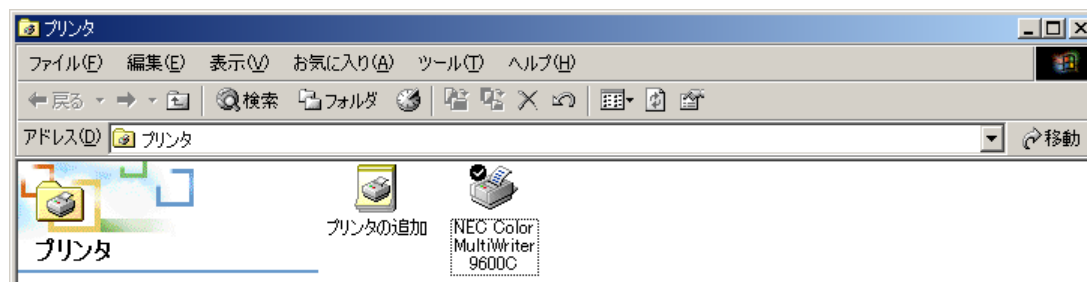 プリンタ
ファイル(F) 編集(E) 表示(V) お気に入り(A) ツール(T) ヘルプ(H)
戻る 検索 フォルダ
アドレス(D) プリンタ 移動
プリンタ
プリンタの追加
NEC Color
MultiWriter
9600C